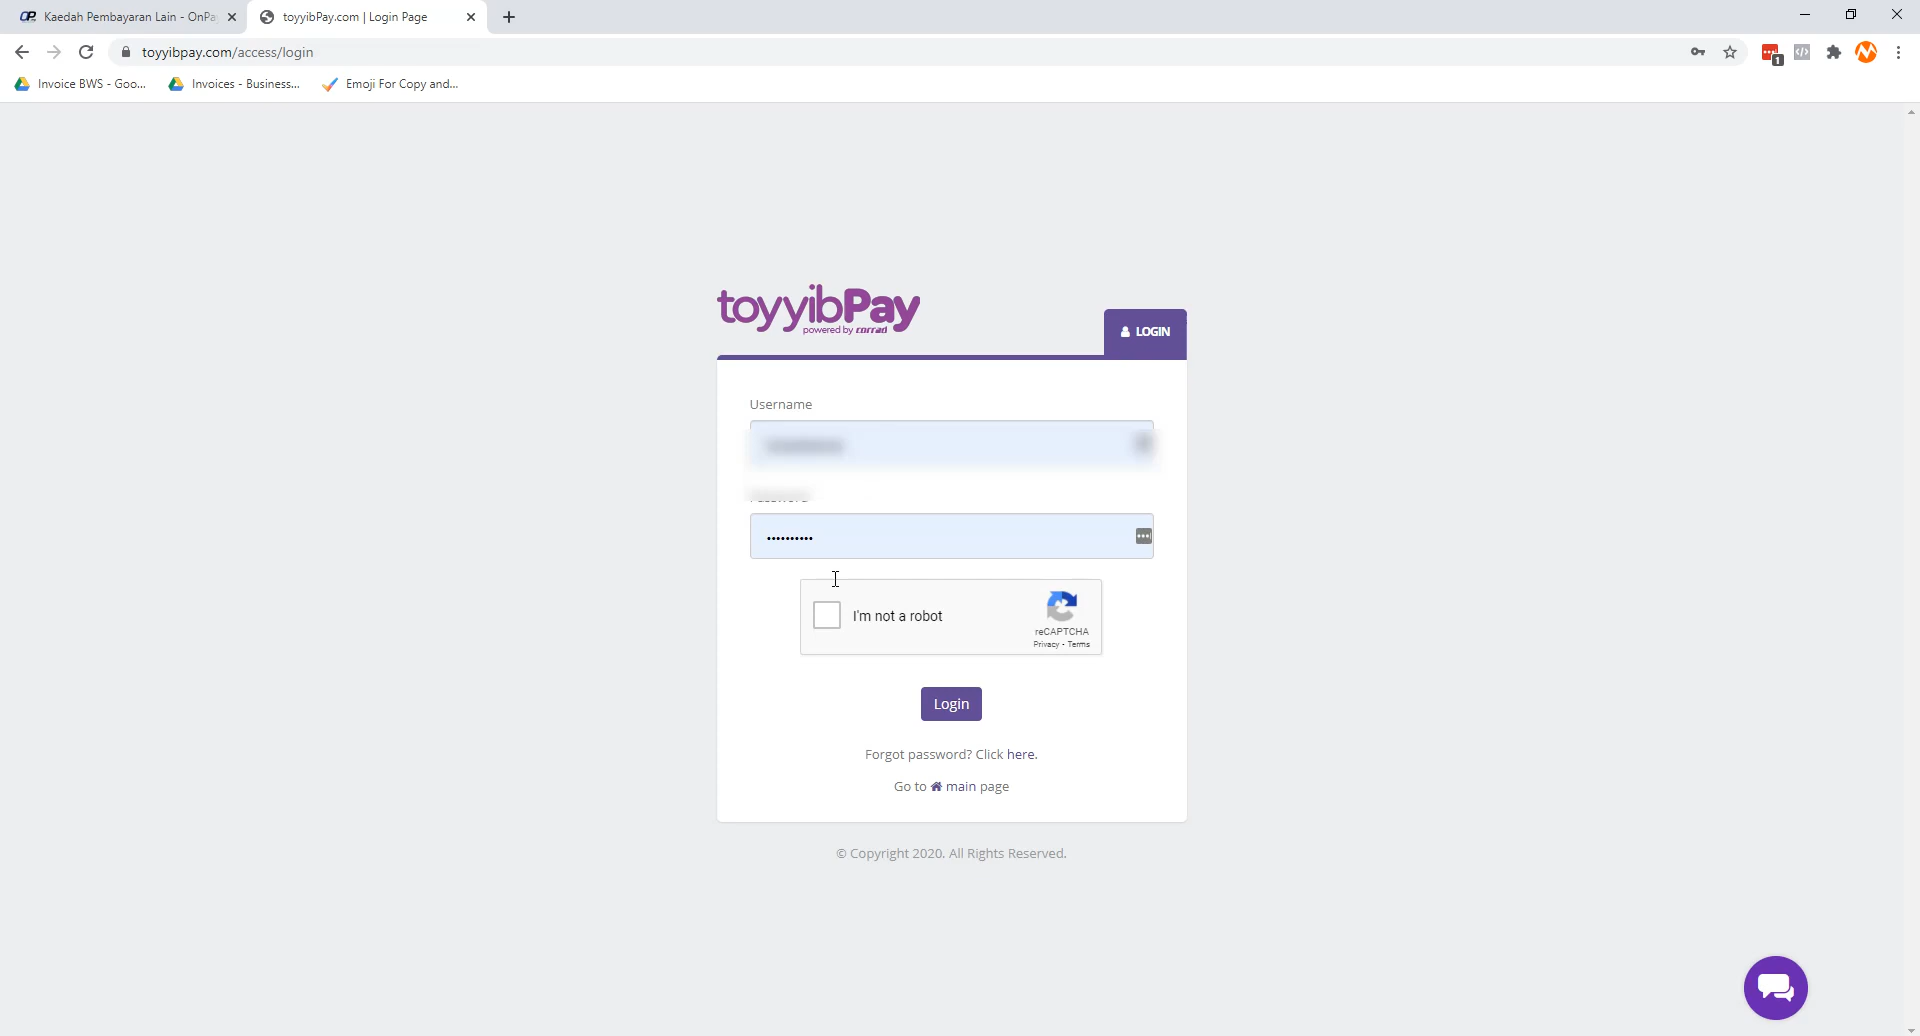 Kaedah Pembayaran Lain - OnPa
toyyibPay.com | Login Page
toyyibpay.com/access/login
1
Invoice BWS - Goo...
Invoices - Business...
Emoji For Copy and...
toyyibPay
powered by corrad
LOGIN
Username
I'm not a robot
reCAPTCHA
Privacy - Terms
Login
Forgot password? Click here.
Go to main page
© Copyright 2020. All Rights Reserved.